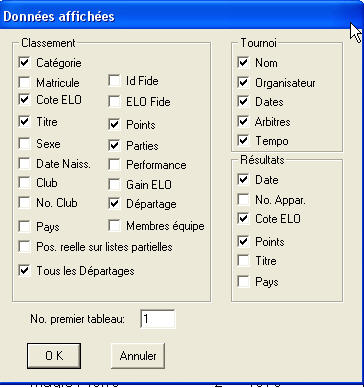 Données affichées
Classement
Catégorie
Matricule
Cote ELO
Titre
Sexe
Date Naiss.
Club
No. Club
Pays
Id Fide
ELO Fide
Points
Parties
Performance
Gain ELO
Départage
Membres équipe
Pos. reelle sur listes partielles
Tous les Départages
Tournoi
Nom
Organisateur
Dates
Arbitres
Tempo
Résultats
Date
No. Appar.
Cote ELO
Points
Titre
Pays
No. premier tableau: 1
O K
Annuler